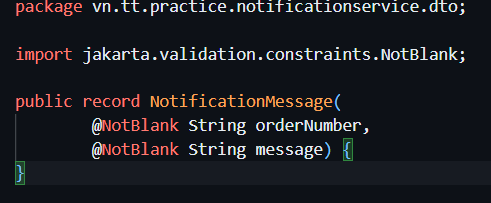 package vn.tt.practice.notificationservice.dto;
import jakarta.validation.constraints.NotBlank;
public record NotificationMessage(
@NotBlank String orderNumber,
@NotBlank String message) {
}